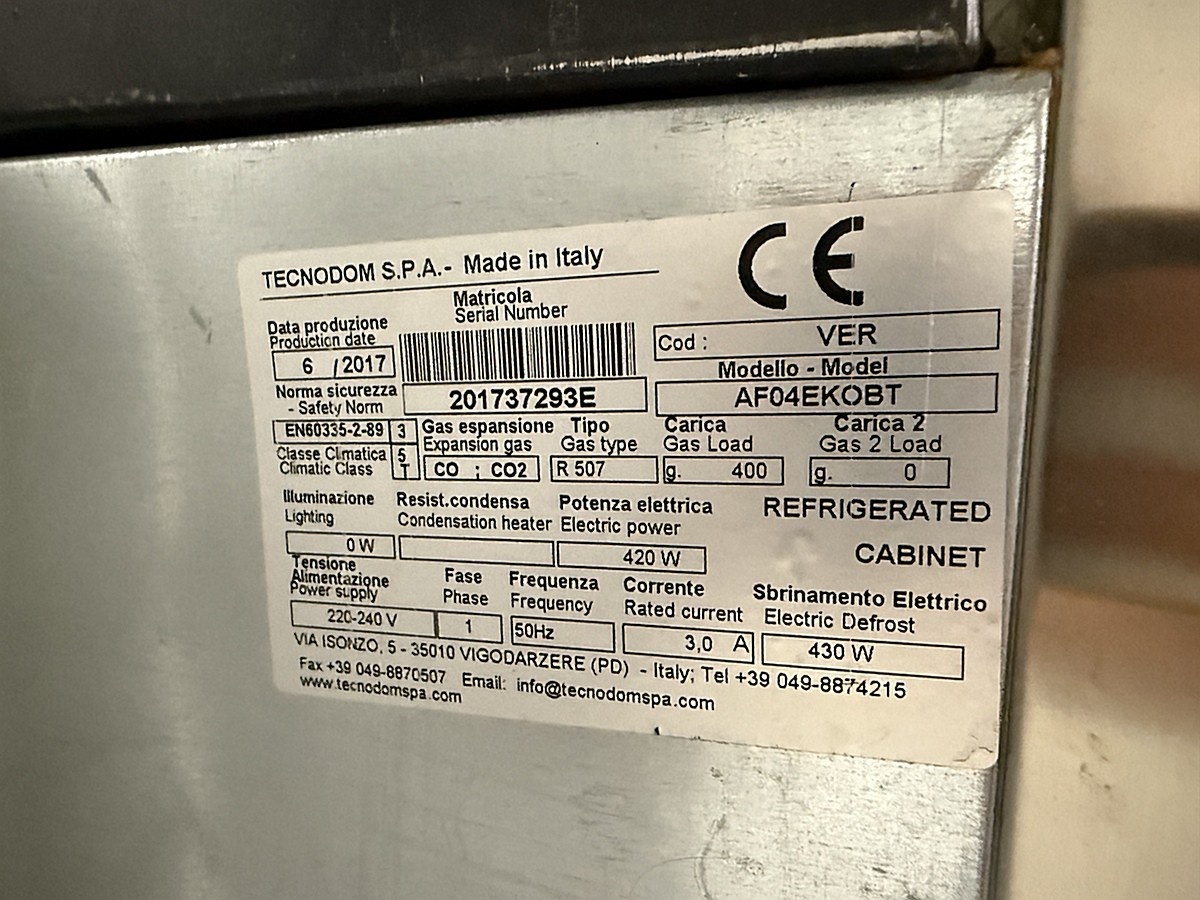 TECNODOM S.P.A.- Made in Italy
CE
Matricola
Serial Number
Data produzione
Production date
6 / 2017
201737293E
Cod : VER
Modello - Model
AF04EKOBT
Norma sicurezza
- Safety Norm
EN60335-2-89 3
Classe Climatica 5
Climatic Class T
Gas espansione
Expansion gas
CO ; CO2
Tipo
Gas type
R 507
Carica
Gas Load
g. 400
Carica 2
Gas 2 Load
g. 0
Illuminazione
Lighting
0 W
Resist.condensa
Condensation heater
Potenza elettrica
Electric power
420 W
REFRIGERATED
CABINET
Tensione
Alimentazione
Power supply
220-240 V
Fase
Phase
1
Frequenza
Frequency
50Hz
Corrente
Rated current
3,0 A
Sbrinamento Elettrico
Electric Defrost
430 W
VIA ISONZO, 5 - 35010 VIGODARZERE (PD) - Italy; Tel +39 049-8874215
Fax +39 049-8870507 Email: info@tecnodomspa.com
www.tecnodomspa.com